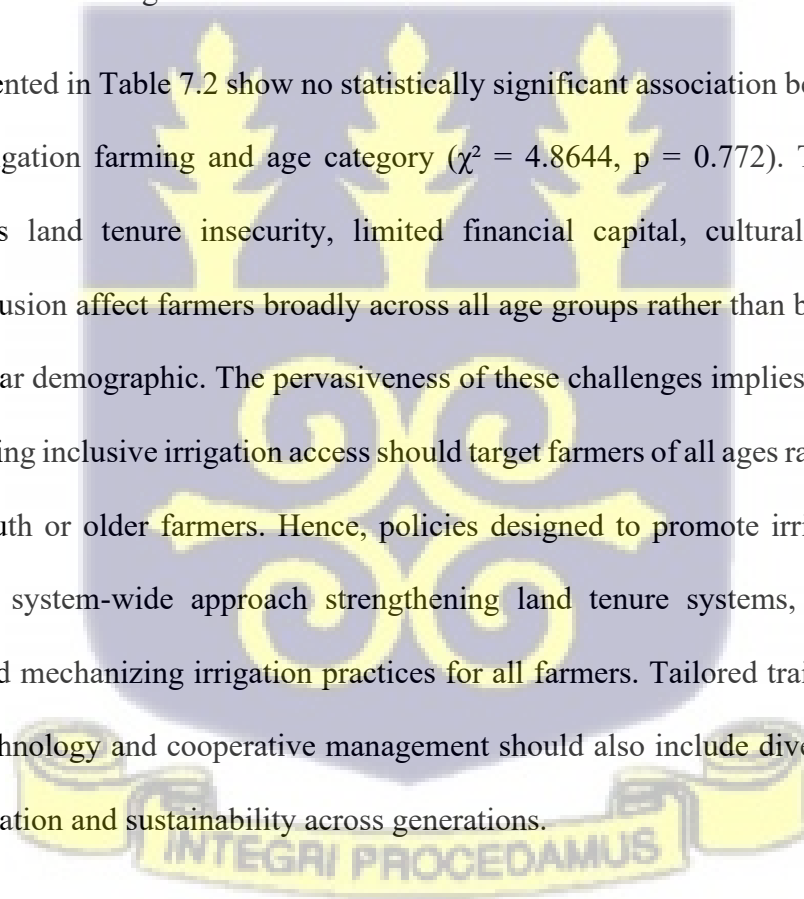 ented in Table 7.2 show no statistically significant association be
igation farming and age category (χ² = 4.8644, p = 0.772). T
s land tenure insecurity, limited financial capital, cultural
usion affect farmers broadly across all age groups rather than b
ar demographic. The pervasiveness of these challenges implies
ing inclusive irrigation access should target farmers of all ages ra
uth or older farmers. Hence, policies designed to promote irri
system-wide approach strengthening land tenure systems,
d mechanizing irrigation practices for all farmers. Tailored trai
hnology and cooperative management should also include dive
ation and sustainability across generations.
INTEGRI PROCEDAMUS